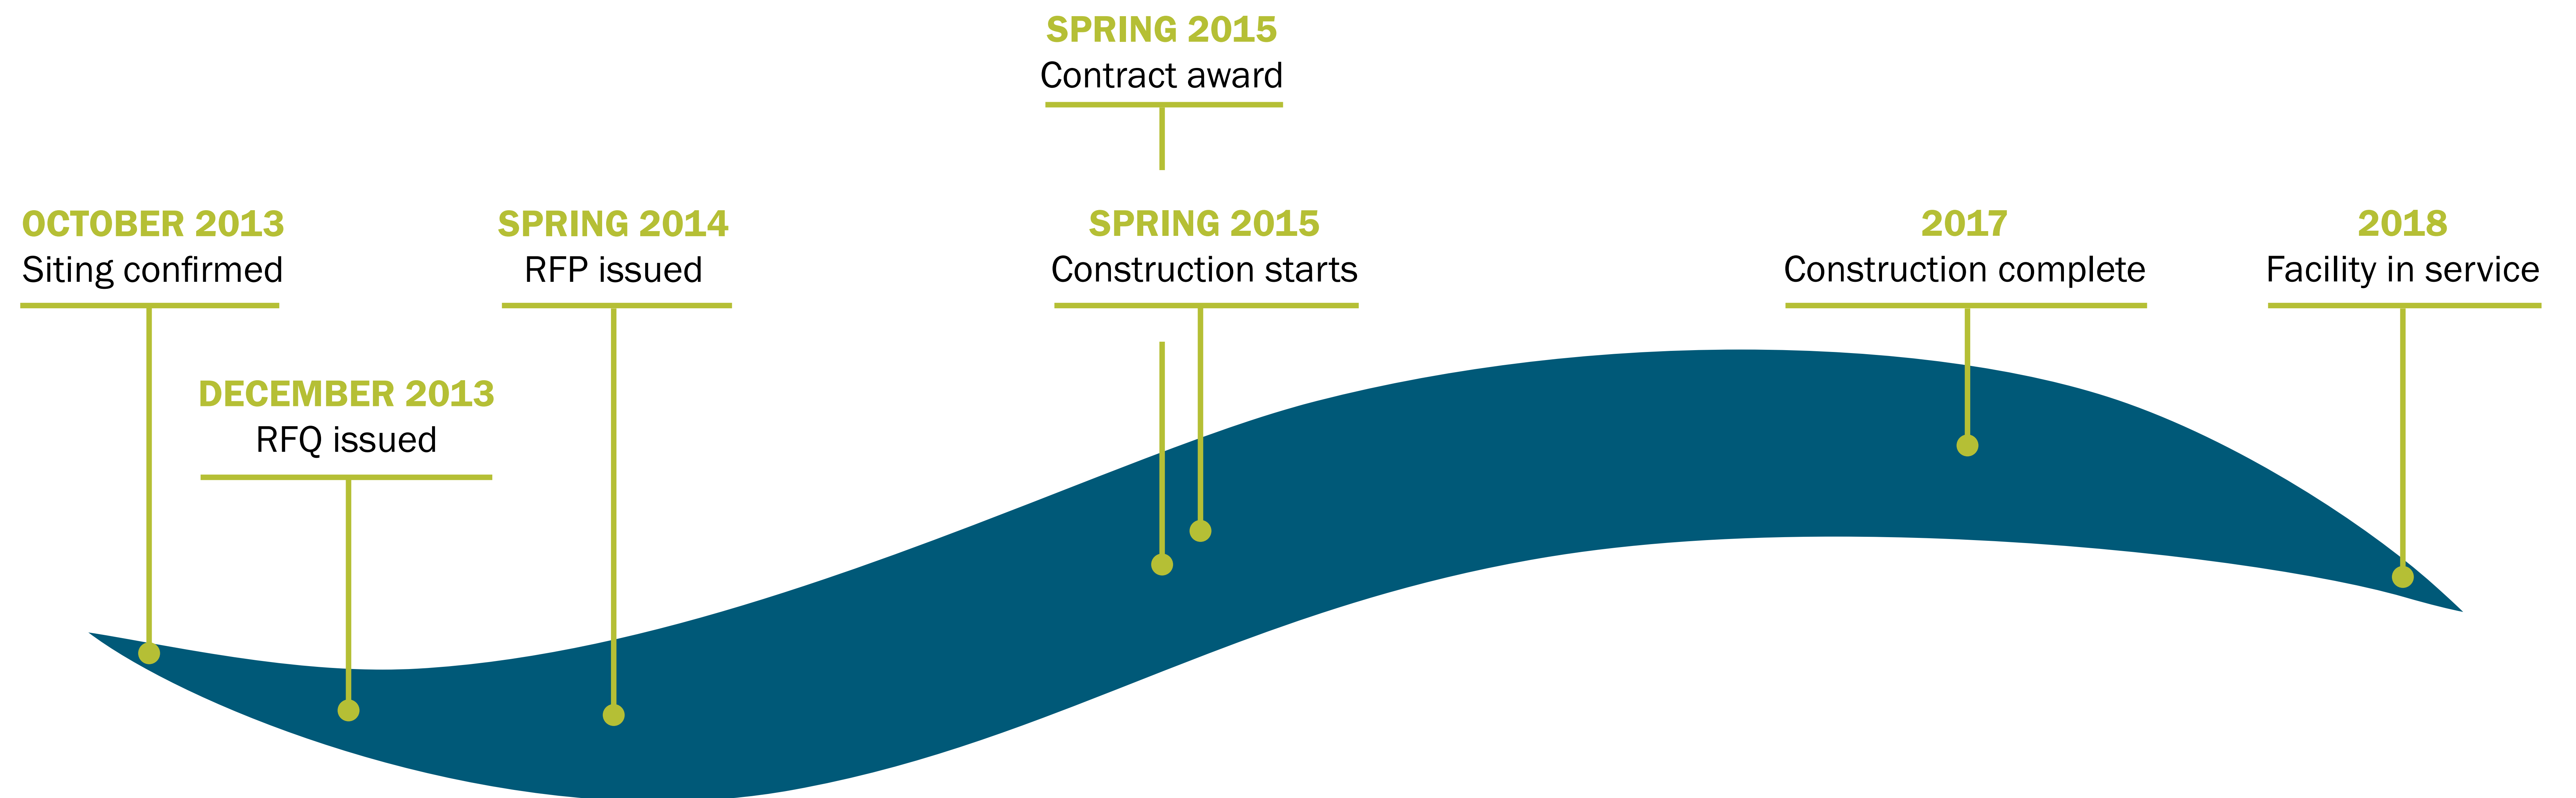 SPRING 2015
Contract award
OCTOBER 2013
Siting confirmed
DECEMBER 2013
RFQ issued
SPRING 2014
RFP issued
SPRING 2015
Construction starts
2017
Construction complete
2018
Facility in service